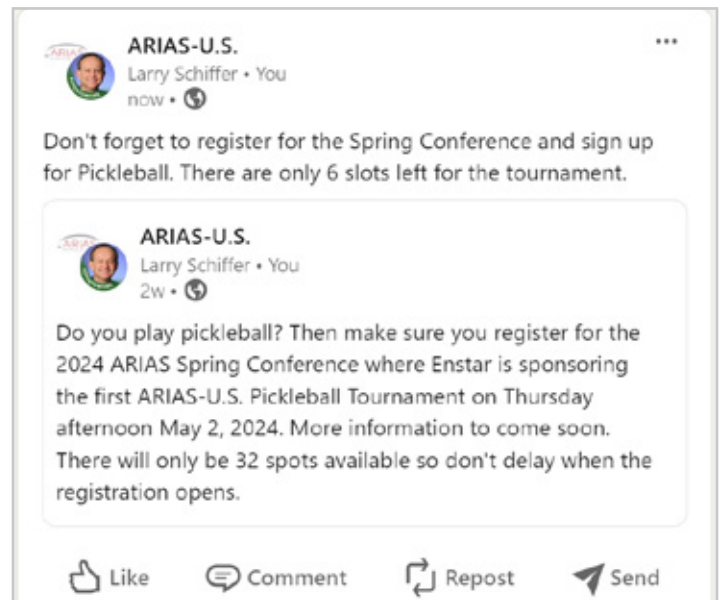 ARIAS-U.S.
Larry Schiffer • You
now •
Don't forget to register for the Spring Conference and sign up
for Pickleball. There are only 6 slots left for the tournament.
ARIAS
ARIAS-U.S.
Larry Schiffer • You
2w •
Do you play pickleball? Then make sure you register for the
2024 ARIAS Spring Conference where Enstar is sponsoring
the first ARIAS-U.S. Pickleball Tournament on Thursday
afternoon May 2, 2024. More information to come soon.
There will only be 32 spots available so don't delay when the
registration opens.
Like Comment Repost Send